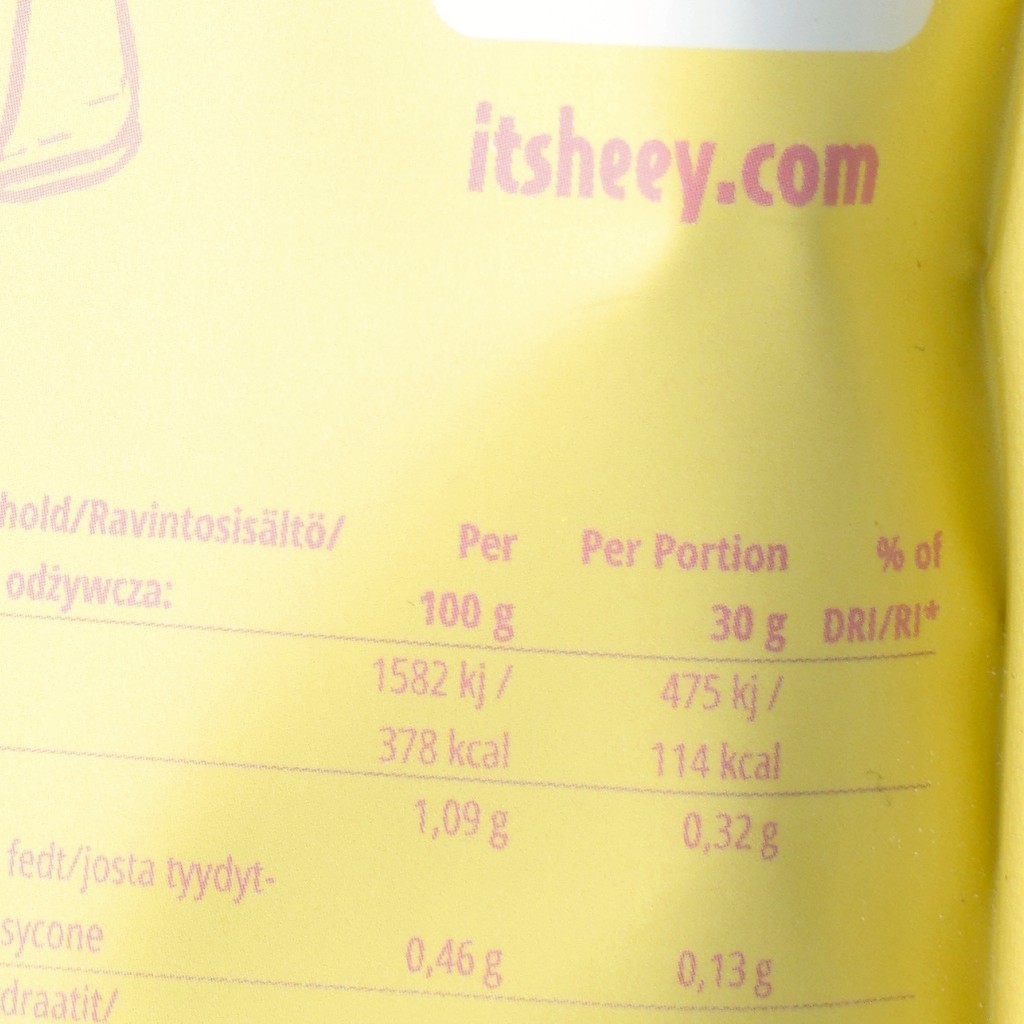 itsheey.com
hold/Ravintosisältö/ Per Per Portion % of
odżywcza: 100 g 30 g DRI/RI*
1582 kj / 475 kj /
378 kcal 114 kcal
1,09 g 0,32 g
fedt/josta tyydyt-
sycone 0,46 g 0,13 g
draatit/